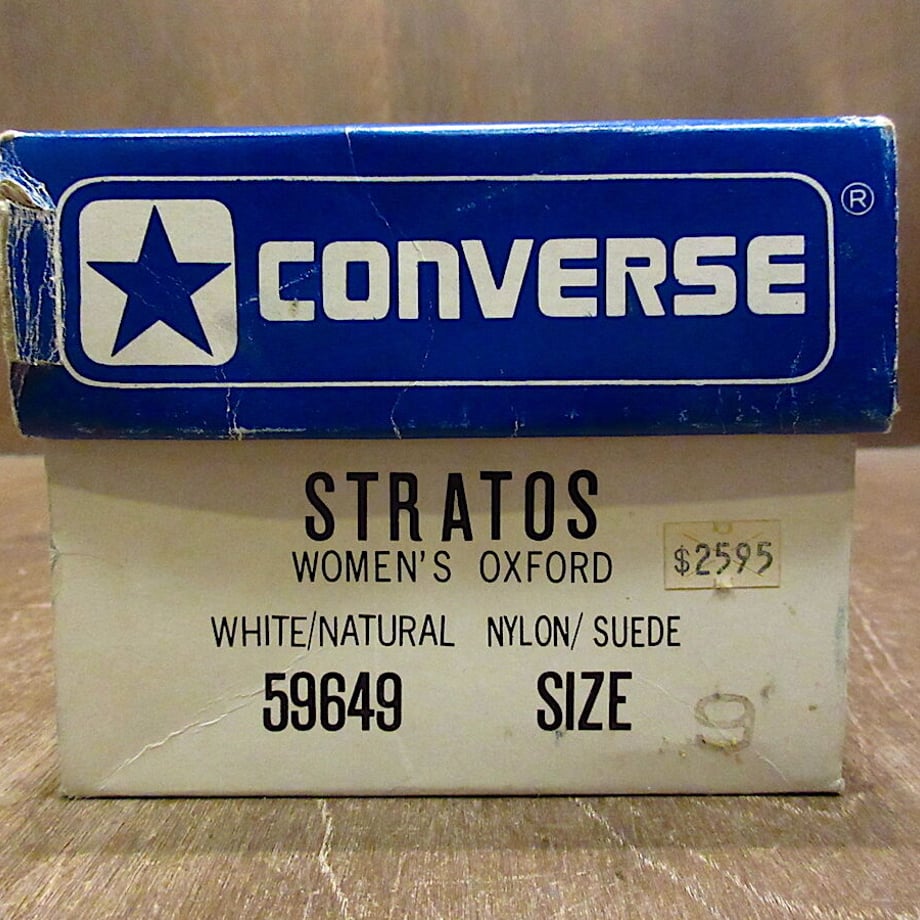 CONVERSE ®
STRATOS
WOMEN'S OXFORD
$2595
WHITE/NATURAL NYLON/ SUEDE
59649 SIZE 9